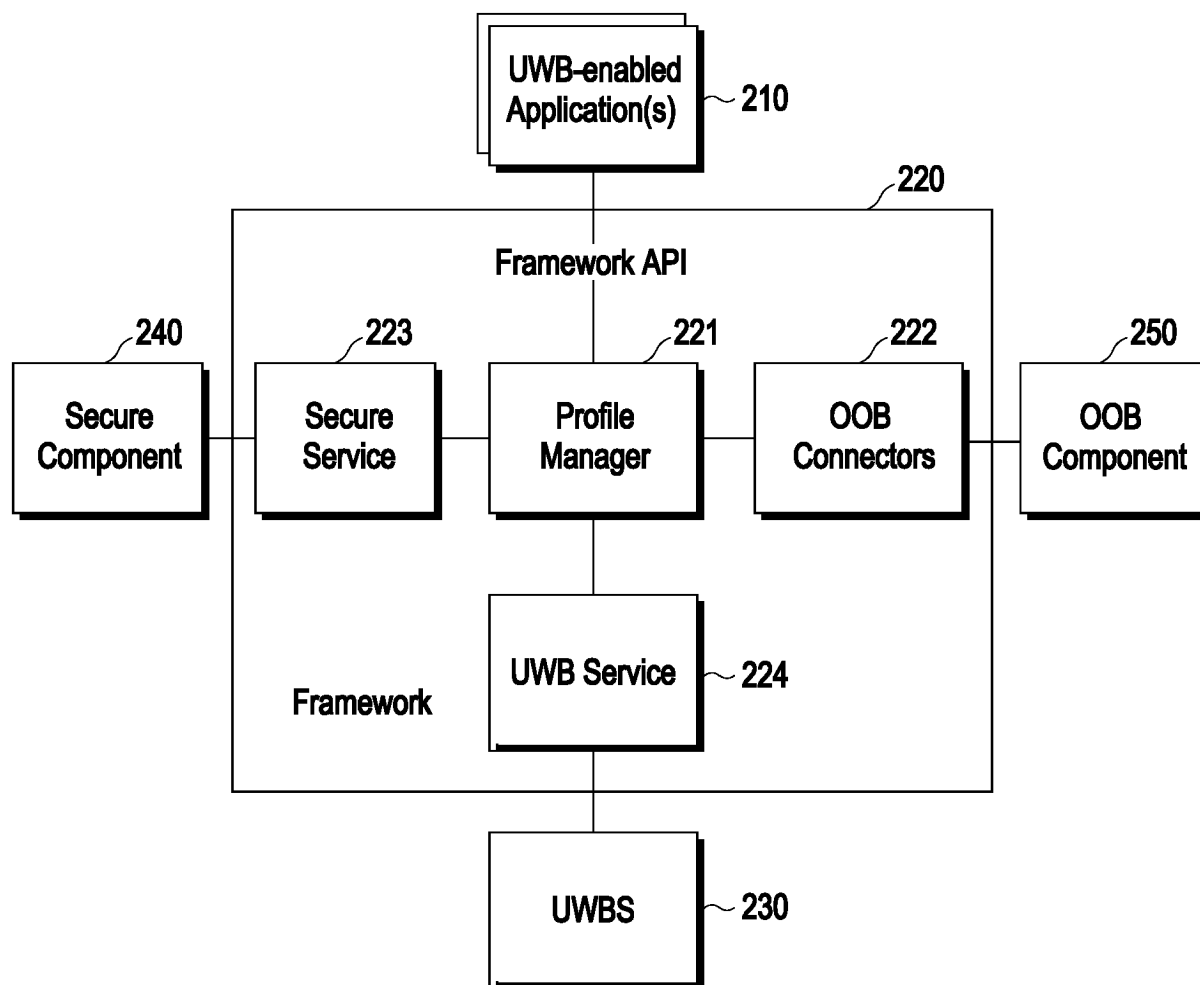 UWB-enabled
Application(s)
210
220
Framework API
240
223
221
222
250
Secure
Component
Secure
Service
Profile
Manager
OOB
Connectors
OOB
Component
UWB Service
224
Framework
UWBS
230